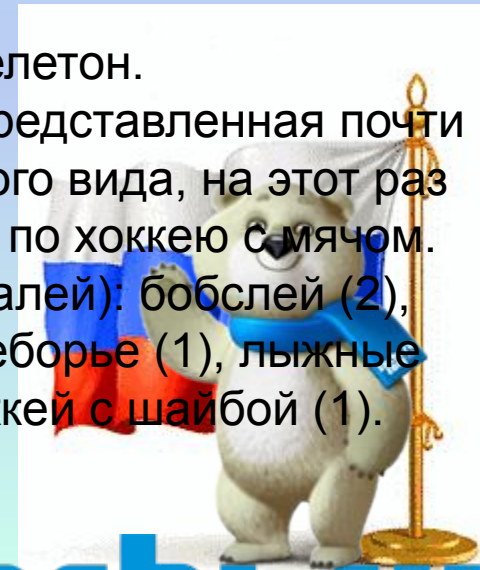 елетон.
редставленная почти
ого вида, на этот раз
по хоккею с мячом.
алей): бобслей (2),
еборье (1), лыжные
ккей с шайбой (1).